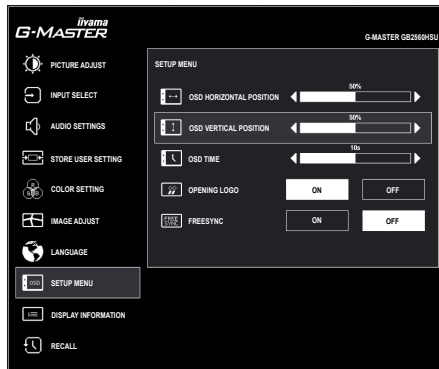 iiyama
G-MASTER
G-MASTER GB2560HSU
PICTURE ADJUST
INPUT SELECT
AUDIO SETTINGS
STORE USER SETTING
COLOR SETTING
IMAGE ADJUST
LANGUAGE
OSD SETUP MENU
DISPLAY INFORMATION
RECALL
SETUP MENU
OSD HORIZONTAL POSITION 50%
OSD VERTICAL POSITION 50%
OSD TIME 10s
OPENING LOGO ON OFF
FREE SYNC FREESYNC ON OFF